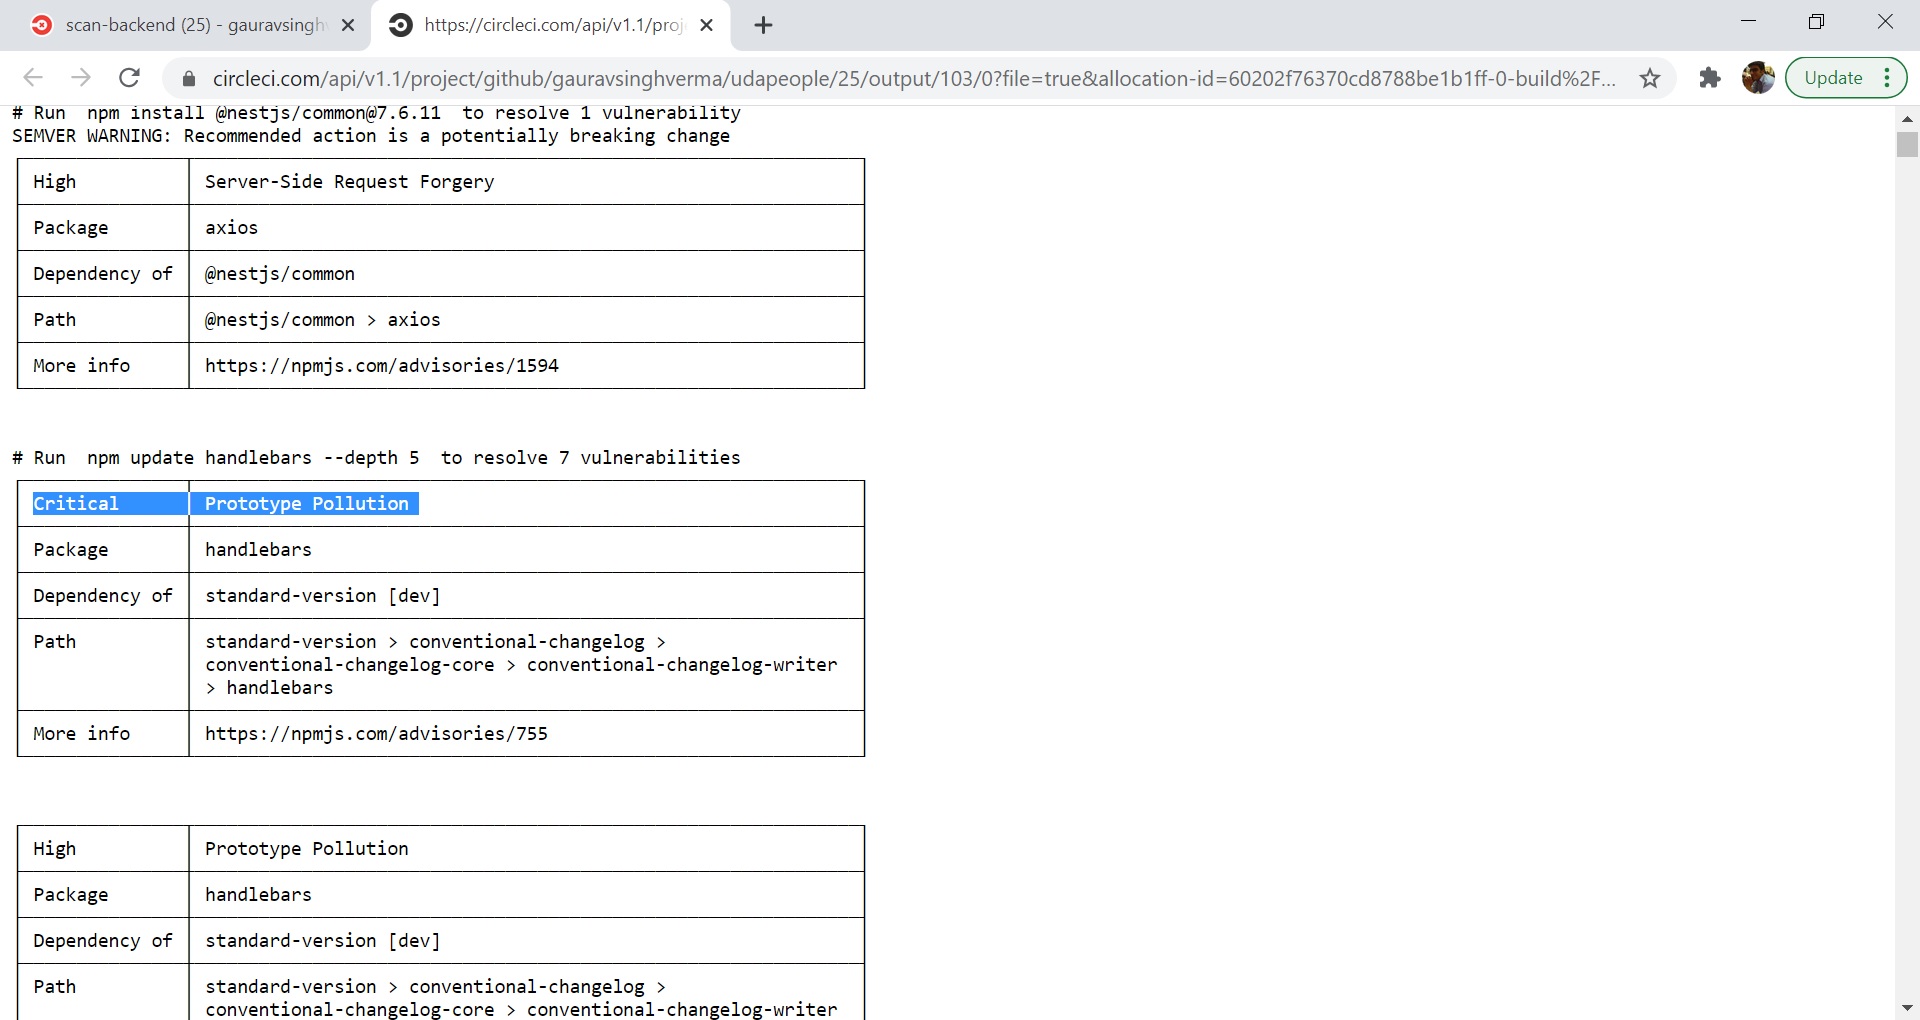 scan-backend (25) - gauravsingh
https://circleci.com/api/v1.1/proj
circleci.com/api/v1.1/project/github/gauravsinghverma/udapeople/25/output/103/0?file=true&allocation-id=60202f76370cd8788be1b1ff-0-build%2F...
Update
# Run  npm install @nestjs/common@7.6.11  to resolve 1 vulnerability
SEMVER WARNING: Recommended action is a potentially breaking change
High Server-Side Request Forgery
Package axios
Dependency of @nestjs/common
Path @nestjs/common > axios
More info https://npmjs.com/advisories/1594
# Run  npm update handlebars --depth 5  to resolve 7 vulnerabilities
Critical Prototype Pollution
Package handlebars
Dependency of standard-version [dev]
Path standard-version > conventional-changelog >
conventional-changelog-core > conventional-changelog-writer
> handlebars
More info https://npmjs.com/advisories/755
High Prototype Pollution
Package handlebars
Dependency of standard-version [dev]
Path standard-version > conventional-changelog >
conventional-changelog-core > conventional-changelog-writer